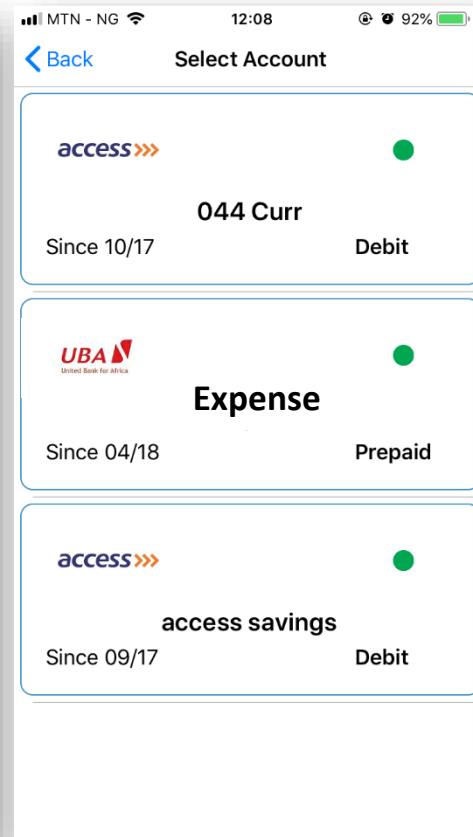 MTN - NG 12:08 92%
Back Select Account
access
044 Curr
Since 10/17 Debit
UBA
United Bank for Africa
Expense
Since 04/18 Prepaid
access
access savings
Since 09/17 Debit